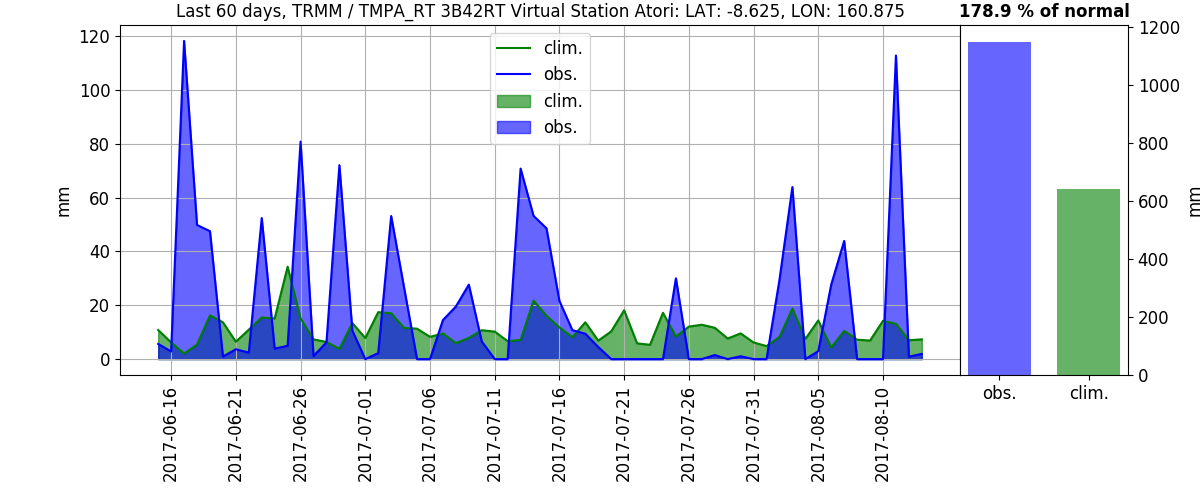 Last 60 days, TRMM / TMPA_RT 3B42RT Virtual Station Atori: LAT: -8.625, LON: 160.875
178.9 % of normal
120
100
80
60
40
20
0
mm
clim.
obs.
clim.
obs.
2017-06-16
2017-06-21
2017-06-26
2017-07-01
2017-07-06
2017-07-11
2017-07-16
2017-07-21
2017-07-26
2017-07-31
2017-08-05
2017-08-10
1200
1000
800
600
400
200
0
mm
obs.
clim.